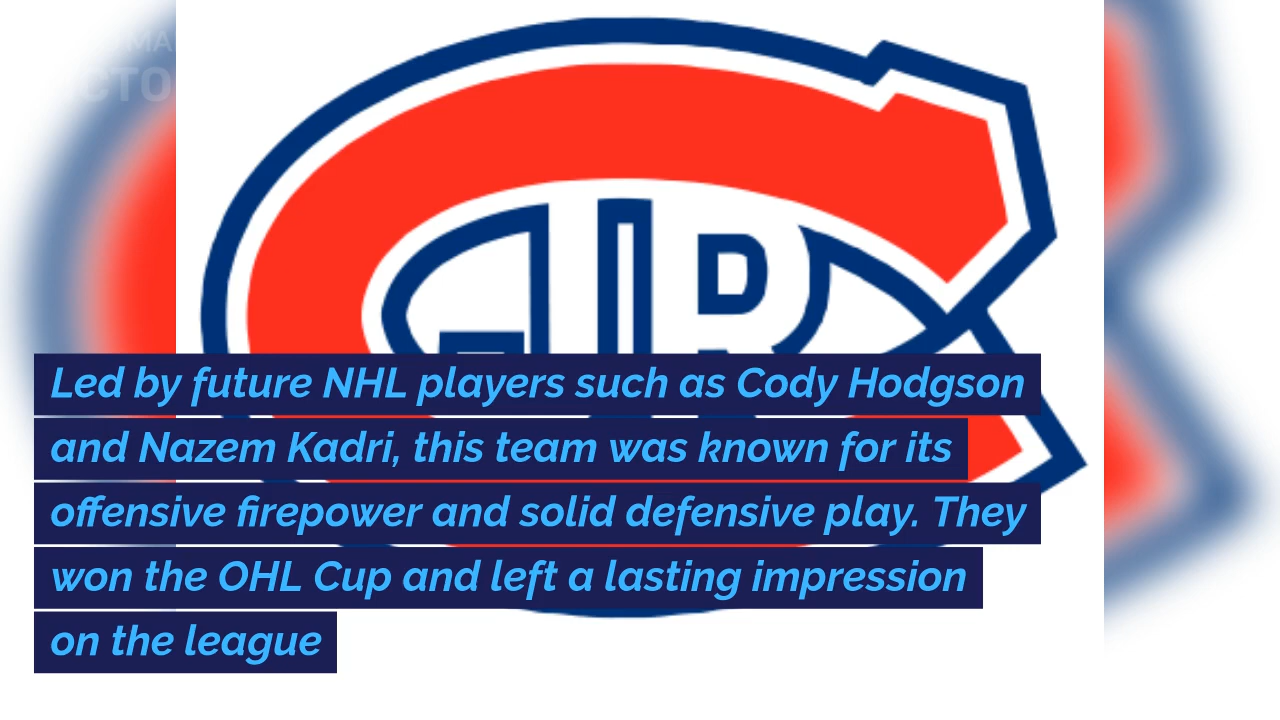 Led by future NHL players such as Cody Hodgson
and Nazem Kadri, this team was known for its
offensive firepower and solid defensive play. They
won the OHL Cup and left a lasting impression
on the league